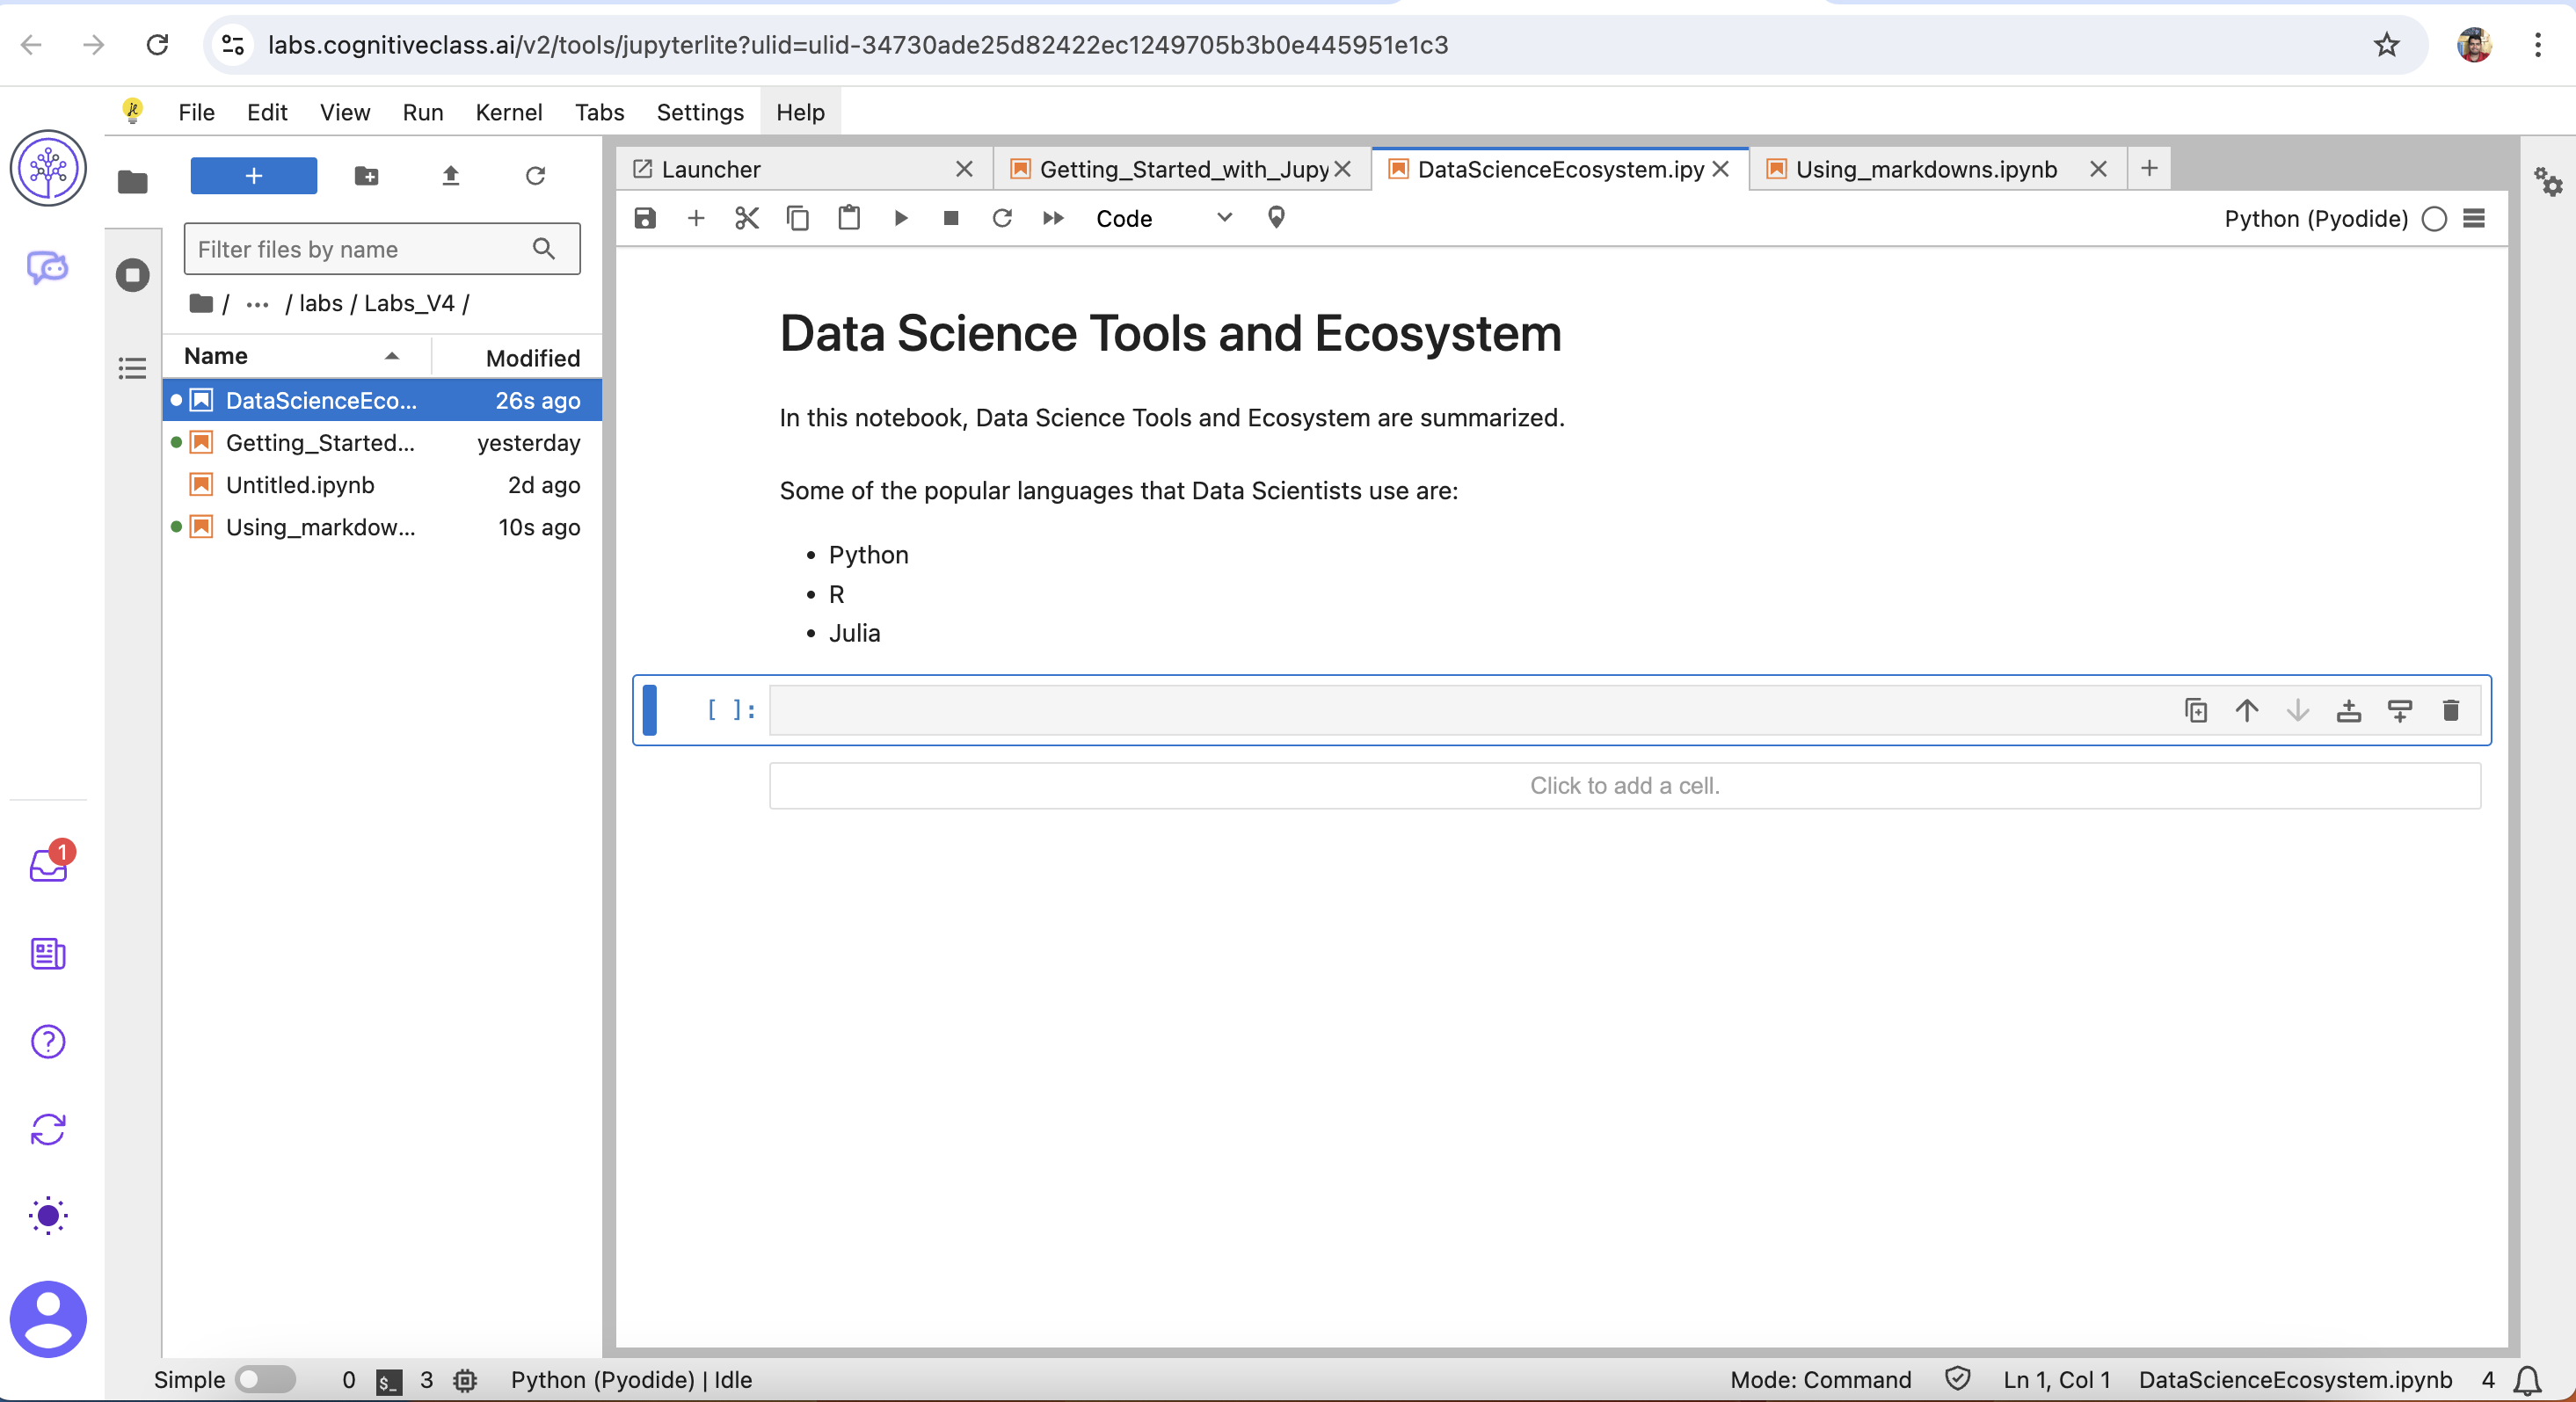 labs.cognitiveclass.ai/v2/tools/jupyterlite?ulid=ulid-34730ade25d82422ec1249705b3b0e445951e1c3
File Edit View Run Kernel Tabs Settings Help
Launcher Getting_Started_with_Jupy DataScienceEcosystem.ipy Using_markdowns.ipynb
Code Python (Pyodide)
Filter files by name
/ ... / labs / Labs_V4 /
Name Modified
DataScienceEco... 26s ago
Getting_Started... yesterday
Untitled.ipynb 2d ago
Using_markdow... 10s ago
Data Science Tools and Ecosystem
In this notebook, Data Science Tools and Ecosystem are summarized.
Some of the popular languages that Data Scientists use are:
• Python
• R
• Julia
[ ]:
Click to add a cell.
1
Simple 0 $_ 3 Python (Pyodide) | Idle Mode: Command Ln 1, Col 1 DataScienceEcosystem.ipynb 4